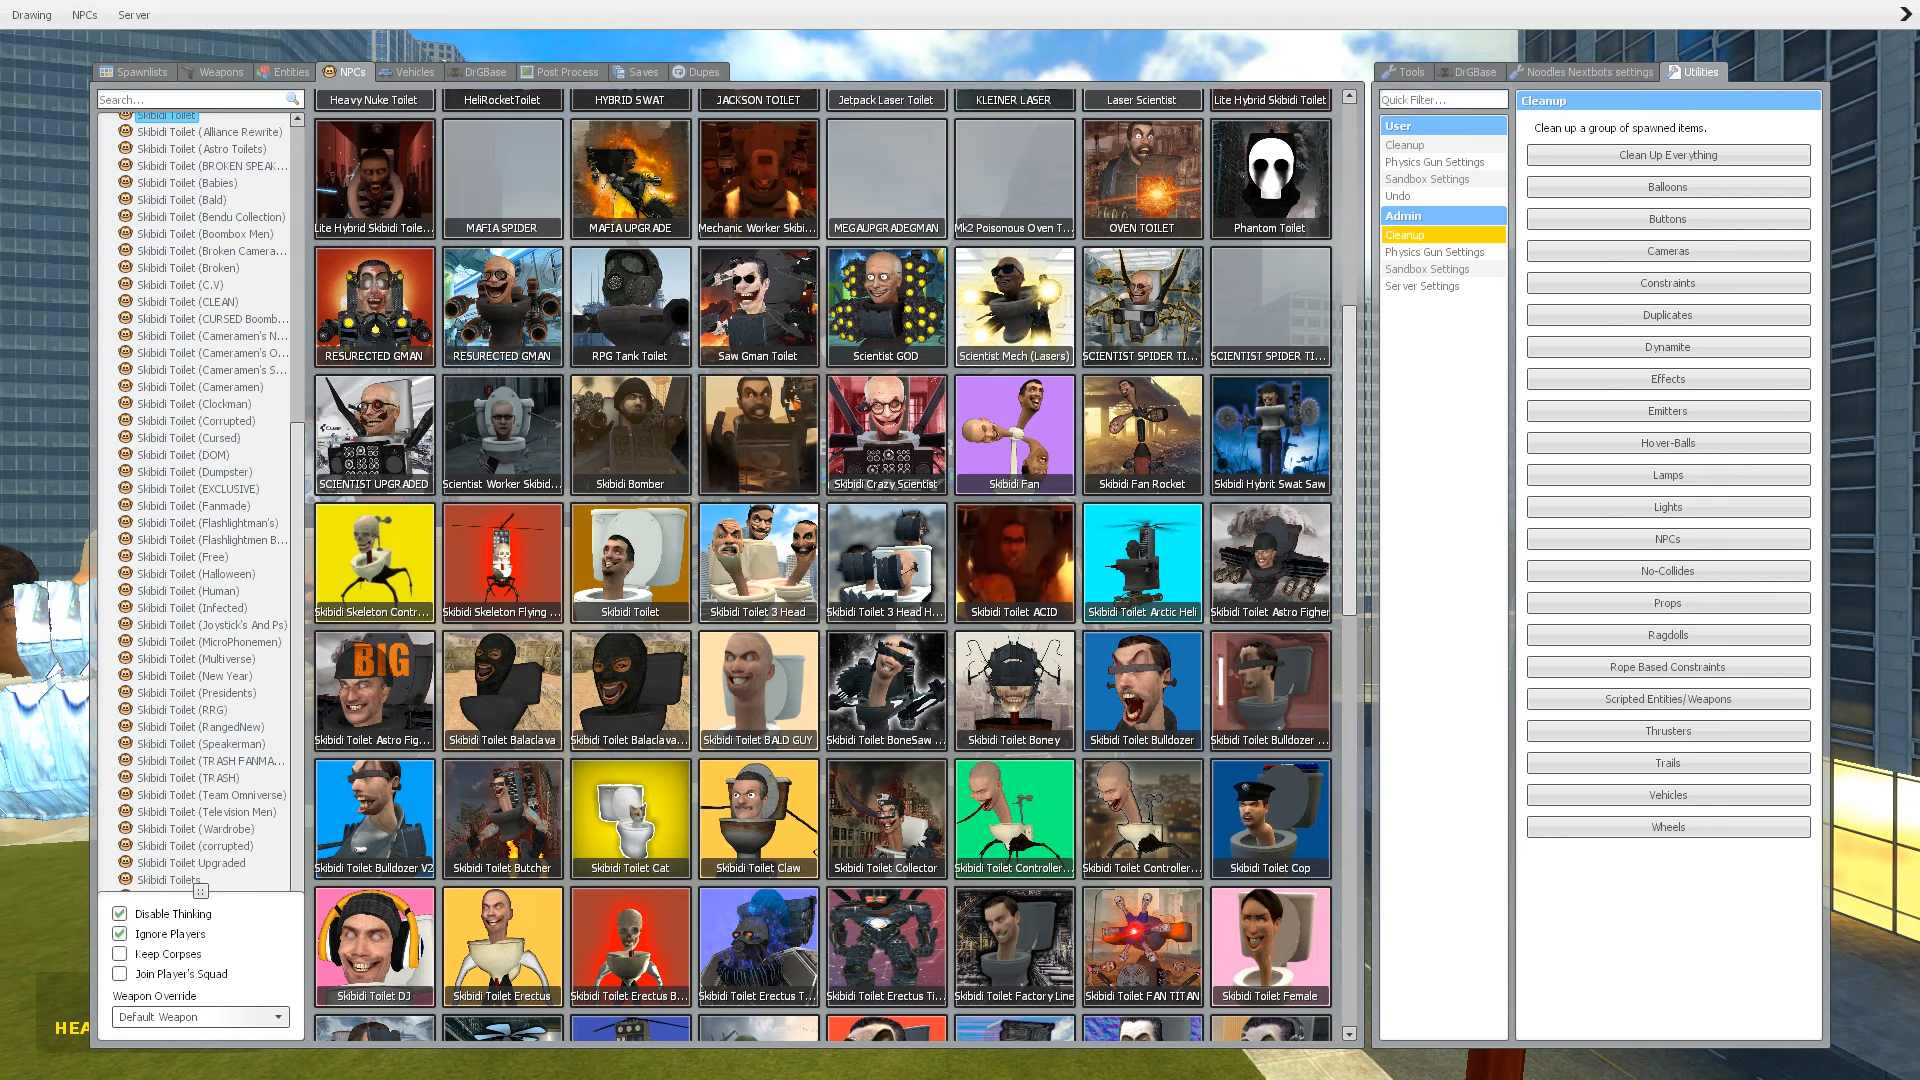 Drawing NPCs Server
Spawnlists Weapons Entities NPCs Vehicles DrGBase Post Process Saves Dupes
Search...
Skibidi Toilet
Skibidi Toilet (Alliance Rewrite)
Skibidi Toilet (Astro Toilets)
Skibidi Toilet (BROKEN SPEAK...
Skibidi Toilet (Babies)
Skibidi Toilet (Bald)
Skibidi Toilet (Bendu Collection)
Skibidi Toilet (Boombox Men)
Skibidi Toilet (Broken Camera...
Skibidi Toilet (Broken)
Skibidi Toilet (C.V)
Skibidi Toilet (CLEAN)
Skibidi Toilet (CURSED Boomb...
Skibidi Toilet (Cameramen's N...
Skibidi Toilet (Cameramen's O...
Skibidi Toilet (Cameramen's S...
Skibidi Toilet (Cameramen)
Skibidi Toilet (Clockman)
Skibidi Toilet (Corrupted)
Skibidi Toilet (Cursed)
Skibidi Toilet (DOM)
Skibidi Toilet (Dumpster)
Skibidi Toilet (EXCLUSIVE)
Skibidi Toilet (Fanmade)
Skibidi Toilet (Flashlightman's)
Skibidi Toilet (Flashlightmen B...
Skibidi Toilet (Free)
Skibidi Toilet (Halloween)
Skibidi Toilet (Human)
Skibidi Toilet (Infected)
Skibidi Toilet (Joystick's And Ps)
Skibidi Toilet (MicroPhonemen)
Skibidi Toilet (Multiverse)
Skibidi Toilet (New Year)
Skibidi Toilet (Presidents)
Skibidi Toilet (RRG)
Skibidi Toilet (RangedNew)
Skibidi Toilet (Speakerman)
Skibidi Toilet (TRASH FANMA...
Skibidi Toilet (TRASH)
Skibidi Toilet (Team Omniverse)
Skibidi Toilet (Television Men)
Skibidi Toilet (Wardrobe)
Skibidi Toilet (corrupted)
Skibidi Toilet Upgraded
Skibidi Toilets
Disable Thinking
Ignore Players
Keep Corpses
Join Player's Squad
Weapon Override
Default Weapon
HEA
Heavy Nuke Toilet HeliRocketToilet HYBRID SWAT JACKSON TOILET Jetpack Laser Toilet KLEINER LASER Laser Scientist Lite Hybrid Skibidi Toilet
Lite Hybrid Skibidi Toile... MAFIA SPIDER MAFIA UPGRADE Mechanic Worker Skibi... MEGAUPGRADEGMAN Mk2 Poisonous Oven T... OVEN TOILET Phantom Toilet
RESURECTED GMAN RESURECTED GMAN RPG Tank Toilet Saw Gman Toilet Scientist GOD Scientist Mech (Lasers) SCIENTIST SPIDER TI... SCIENTIST SPIDER TI...
SCIENTIST UPGRADED Scientist Worker Skibid... Skibidi Bomber Skibidi Crazy Scientist Skibidi Fan Skibidi Fan Rocket Skibidi Hybrit Swat Saw
Skibidi Skeleton Contr... Skibidi Skeleton Flying ... Skibidi Toilet Skibidi Toilet 3 Head Skibidi Toilet 3 Head H... Skibidi Toilet ACID Skibidi Toilet Arctic Heli Skibidi Toilet Astro Figher
BIG
Skibidi Toilet Astro Fig... Skibidi Toilet Balaclava Skibidi Toilet Balaclava... Skibidi Toilet BALD GUY Skibidi Toilet BoneSaw ... Skibidi Toilet Boney Skibidi Toilet Bulldozer Skibidi Toilet Bulldozer ...
Skibidi Toilet Bulldozer V2 Skibidi Toilet Butcher Skibidi Toilet Cat Skibidi Toilet Claw Skibidi Toilet Collector Skibidi Toilet Controller... Skibidi Toilet Controller... Skibidi Toilet Cop
Skibidi Toilet DJ Skibidi Toilet Erectus Skibidi Toilet Erectus B... Skibidi Toilet Erectus T... Skibidi Toilet Erectus Ti... Skibidi Toilet Factory Line Skibidi Toilet FAN TITAN Skibidi Toilet Female
Tools DrGBase Noodles Nextbots settings Utilities
Quick Filter...
User
Cleanup
Physics Gun Settings
Sandbox Settings
Undo
Admin
Cleanup
Physics Gun Settings
Sandbox Settings
Server Settings
Cleanup
Clean up a group of spawned items.
Clean Up Everything
Balloons
Buttons
Cameras
Constraints
Duplicates
Dynamite
Effects
Emitters
Hover-Balls
Lamps
Lights
NPCs
No-Collides
Props
Ragdolls
Rope Based Constraints
Scripted Entities/Weapons
Thrusters
Trails
Vehicles
Wheels